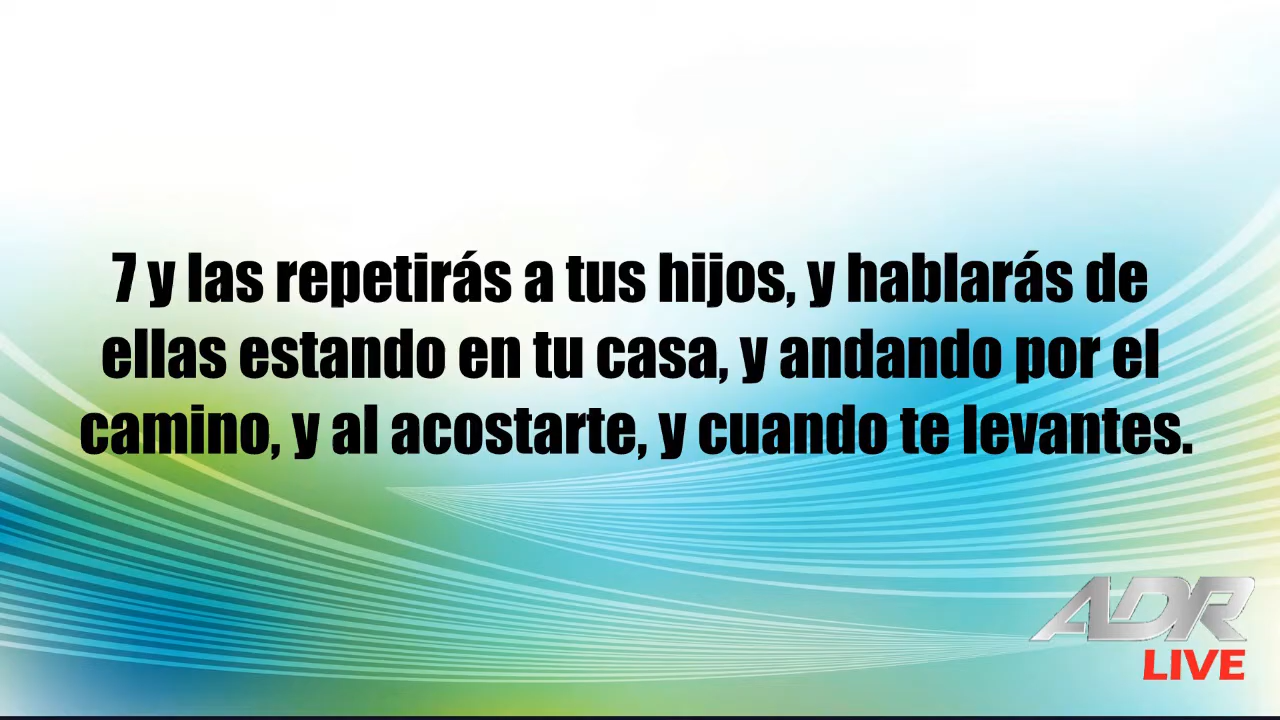 7 y las repetirás a tus hijos, y hablarás de
ellas estando en tu casa, y andando por el
camino, y al acostarte, y cuando te levantes.
ADR
LIVE